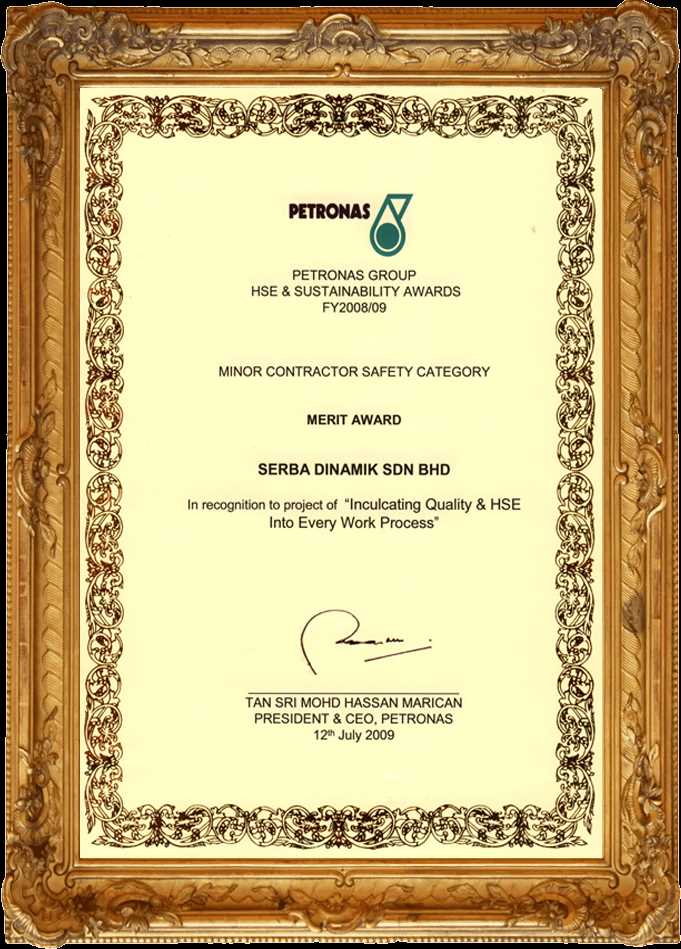 PETRONAS
PETRONAS GROUP
HSE & SUSTAINABILITY AWARDS
FY2008/09
MINOR CONTRACTOR SAFETY CATEGORY
MERIT AWARD
SERBA DINAMIK SDN BHD
In recognition to project of “Inculcating Quality & HSE
Into Every Work Process”
TAN SRI MOHD HASSAN MARICAN
PRESIDENT & CEO, PETRONAS
12th July 2009